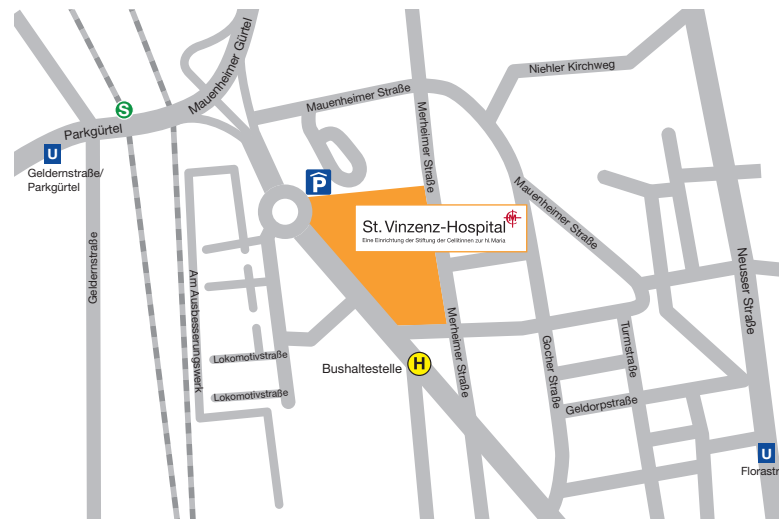 Niehler Kirchweg
Mauenheimer Gürtel
Mauenheimer Straße
Merheimer Straße
S
Parkgürtel
U
Geldernstraße/
Parkgürtel
P
Mauenheimer Straße
St. Vinzenz-Hospital
Eine Einrichtung der Stiftung der Cellitinnen zur hl. Maria
Geldernstraße
Am Ausbesserungswerk
Neusser Straße
Merheimer Straße
Gocher Straße
Turmstraße
Lokomotivstraße
Bushaltestelle
H
Lokomotivstraße
Geldorpstraße
U
Florastr